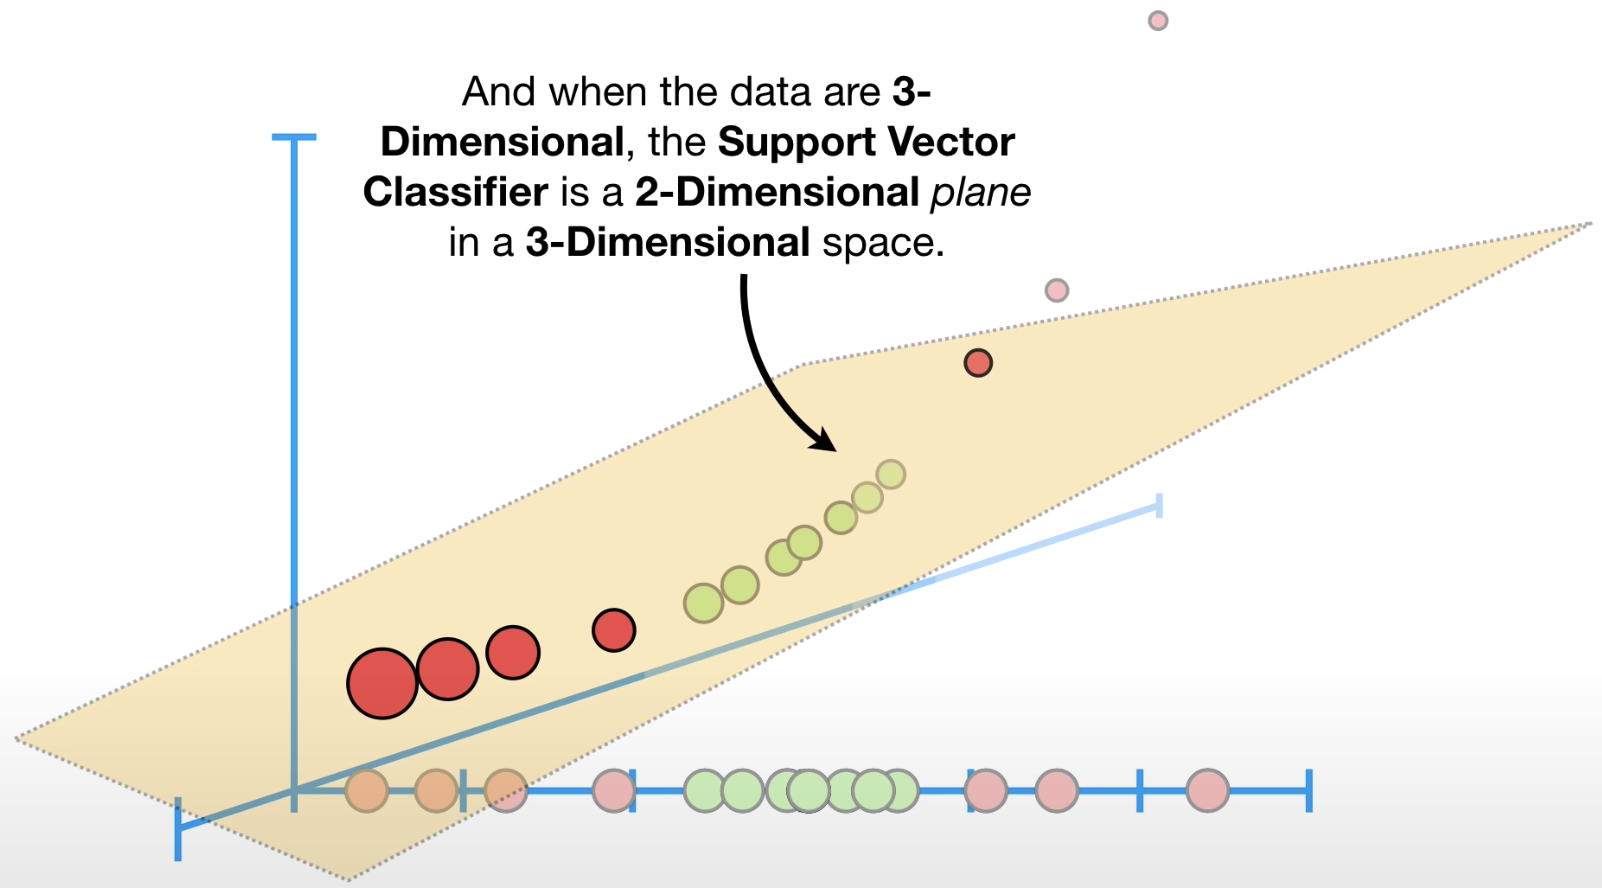 And when the data are 3-
Dimensional, the Support Vector
Classifier is a 2-Dimensional plane
in a 3-Dimensional space.